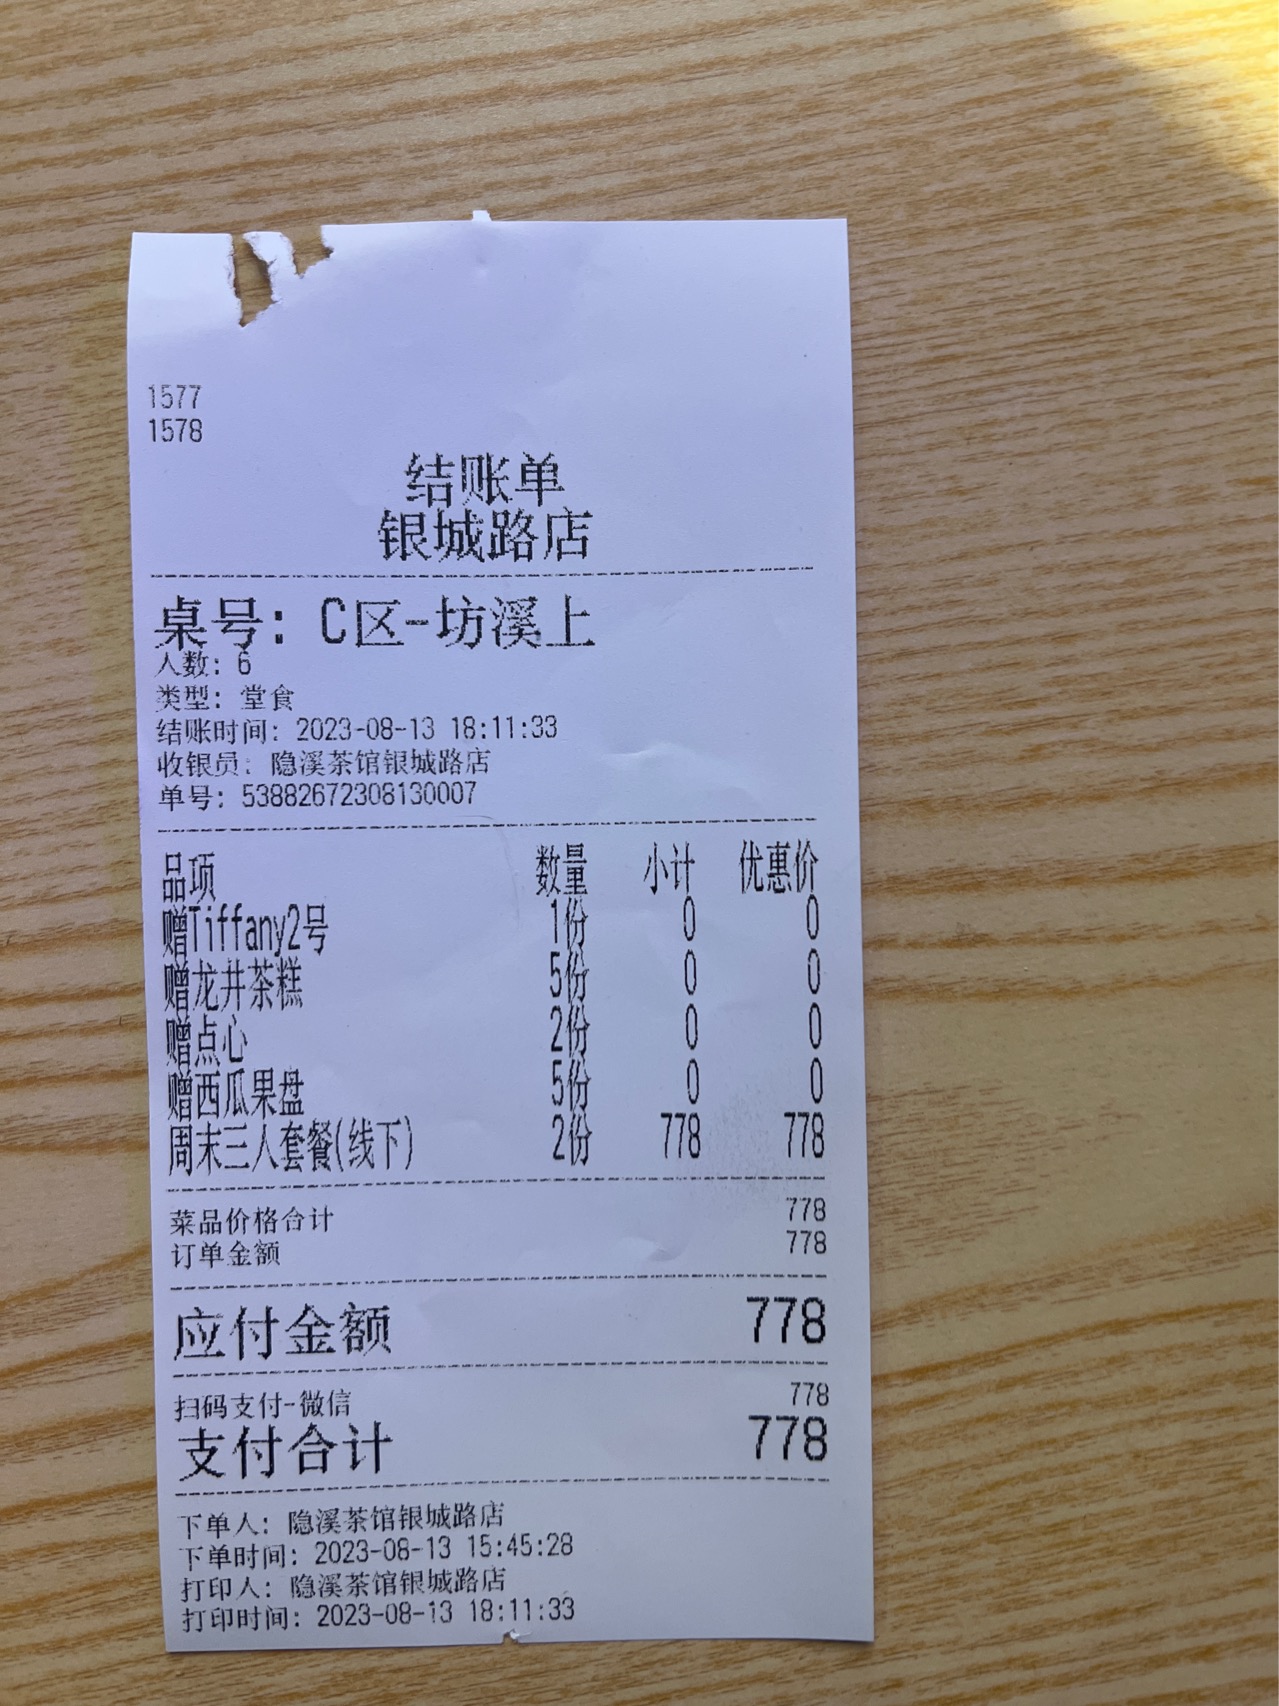 1577
1578
结账单
银城路店
桌号: C区-坊溪上
人数: 6
类型: 堂食
结账时间: 2023-08-13 18:11:33
收银员: 隐溪茶馆银城路店
单号: 53882672308130007
品项 数量 小计 优惠价
赠Tiffany2号 1份 0 0
赠龙井茶糕 5份 0 0
赠点心 2份 0 0
赠西瓜果盘 5份 0 0
周末三人套餐(线下) 2份 778 778
菜品价格合计 778
订单金额 778
应付金额 778
扫码支付-微信 778
支付合计 778
下单人: 隐溪茶馆银城路店
下单时间: 2023-08-13 15:45:28
打印人: 隐溪茶馆银城路店
打印时间: 2023-08-13 18:11:33